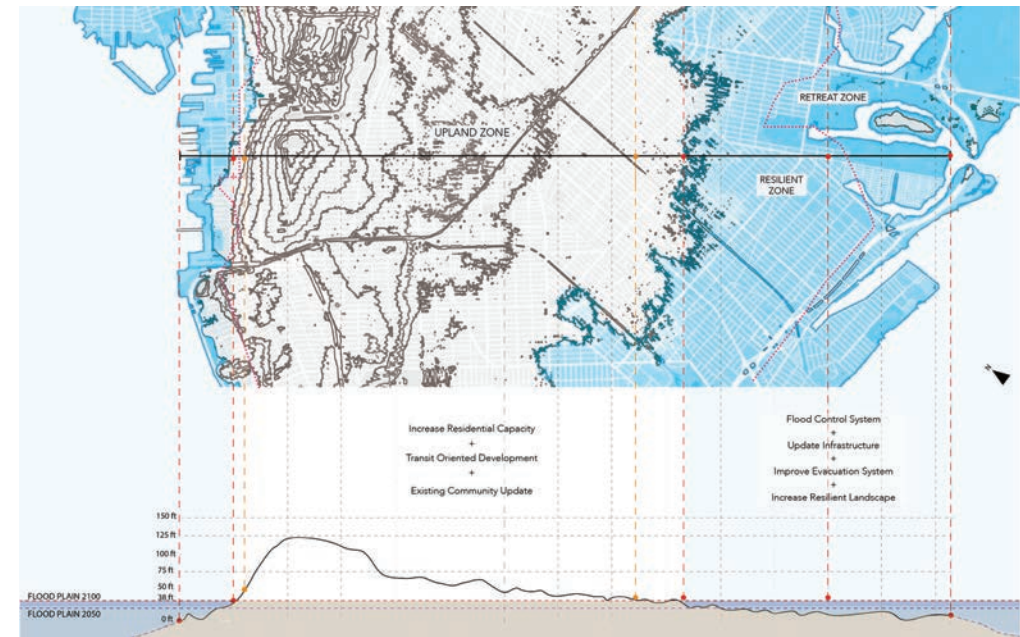 RETREAT ZONE
UPLAND ZONE
RESILIENT
ZONE
N
Increase Residential Capacity
+
Transit Oriented Development
+
Existing Community Update
Flood Control System
+
Update Infrastructure
+
Improve Evacuation System
+
Increase Resilient Landscape
150 ft
125 ft
100 ft
75 ft
50 ft
FLOOD PLAIN 2100
38 ft
FLOOD PLAIN 2050
0 ft